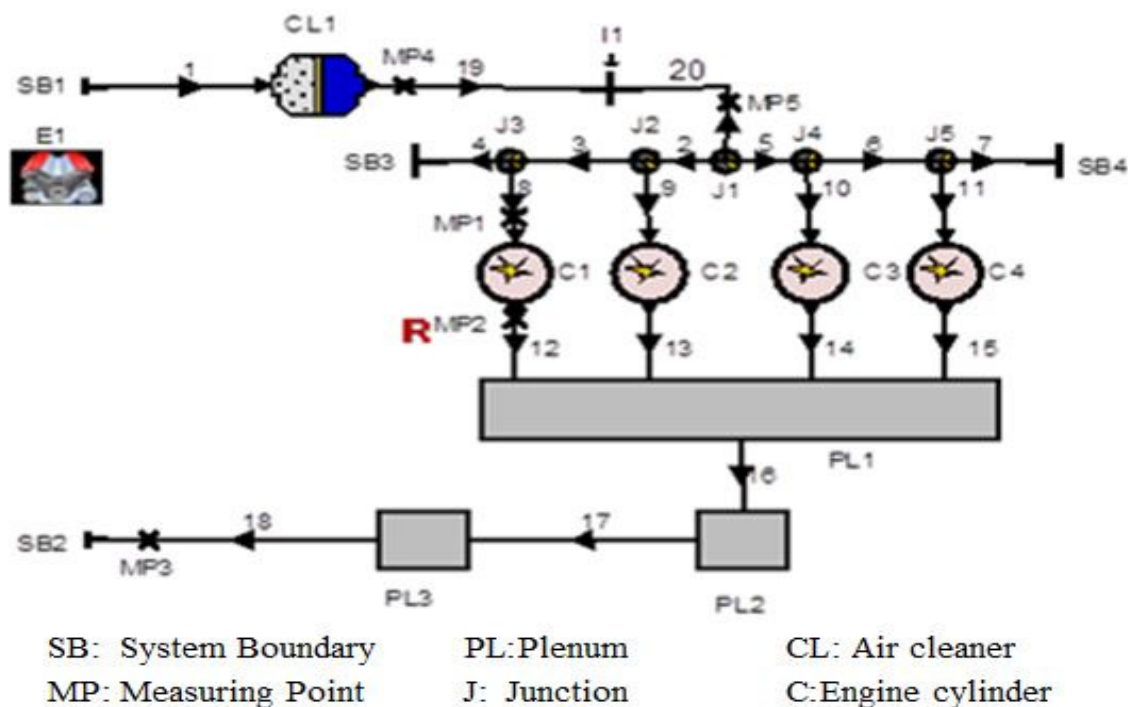 CL1
I1
MP4
1
19
20
SB1
MP5
E1
J3
J2
J4
J5
SB3
4
3
2
5
6
7
SB4
J1
8
9
10
11
MP1
C1
C2
C3
C4
R
MP2
12
13
14
15
PL1
16
18
17
SB2
MP3
PL3
PL2
SB: System Boundary PL:Plenum CL: Air cleaner
MP: Measuring Point J: Junction C:Engine cylinder